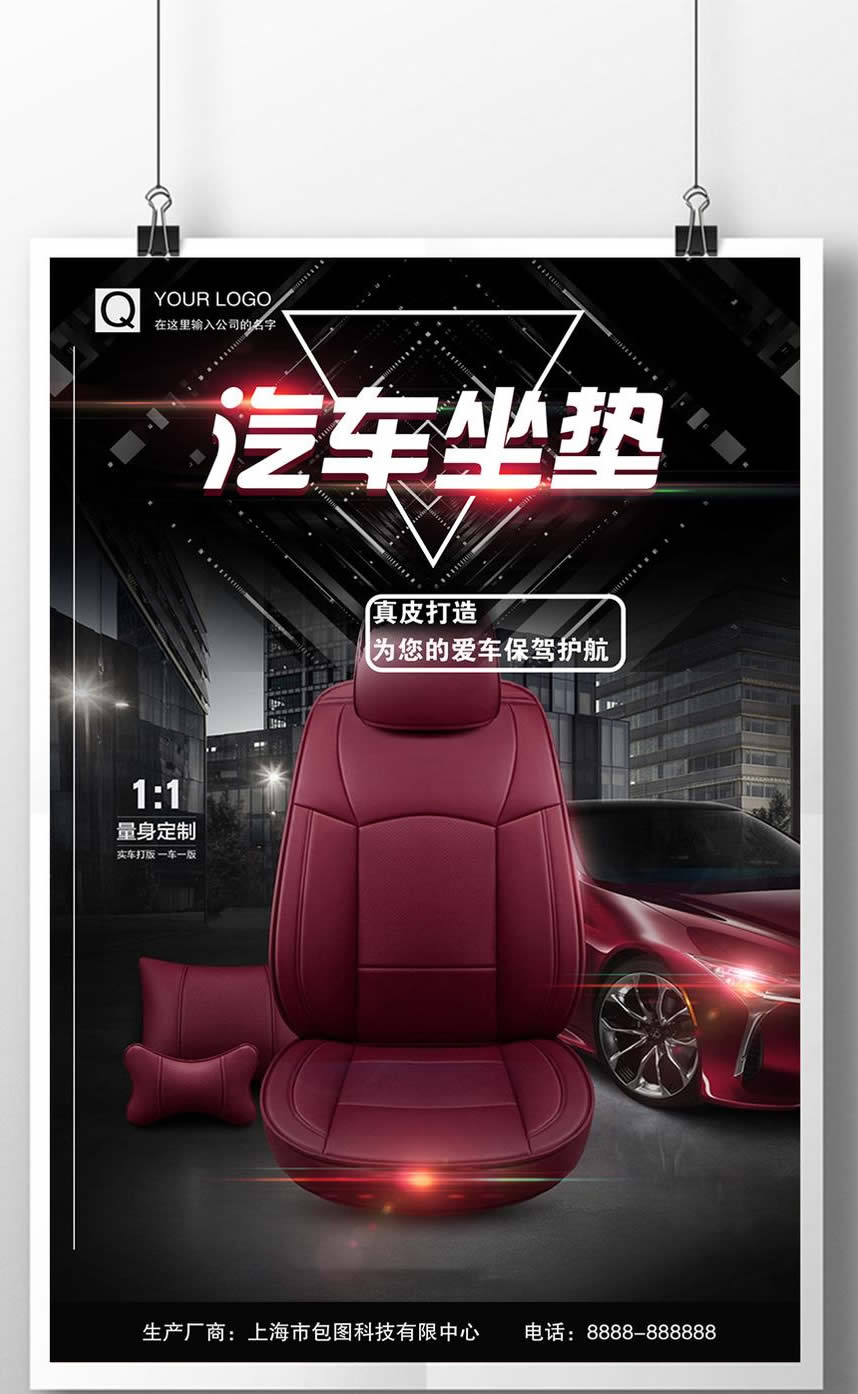 Q
YOUR LOGO
在这里输入公司的名字
汽车坐垫
真皮打造
为您的爱车保驾护航
1:1
量身定制
实车打版 一车一版
生产厂商：上海市包图科技有限中心 电话：8888-888888